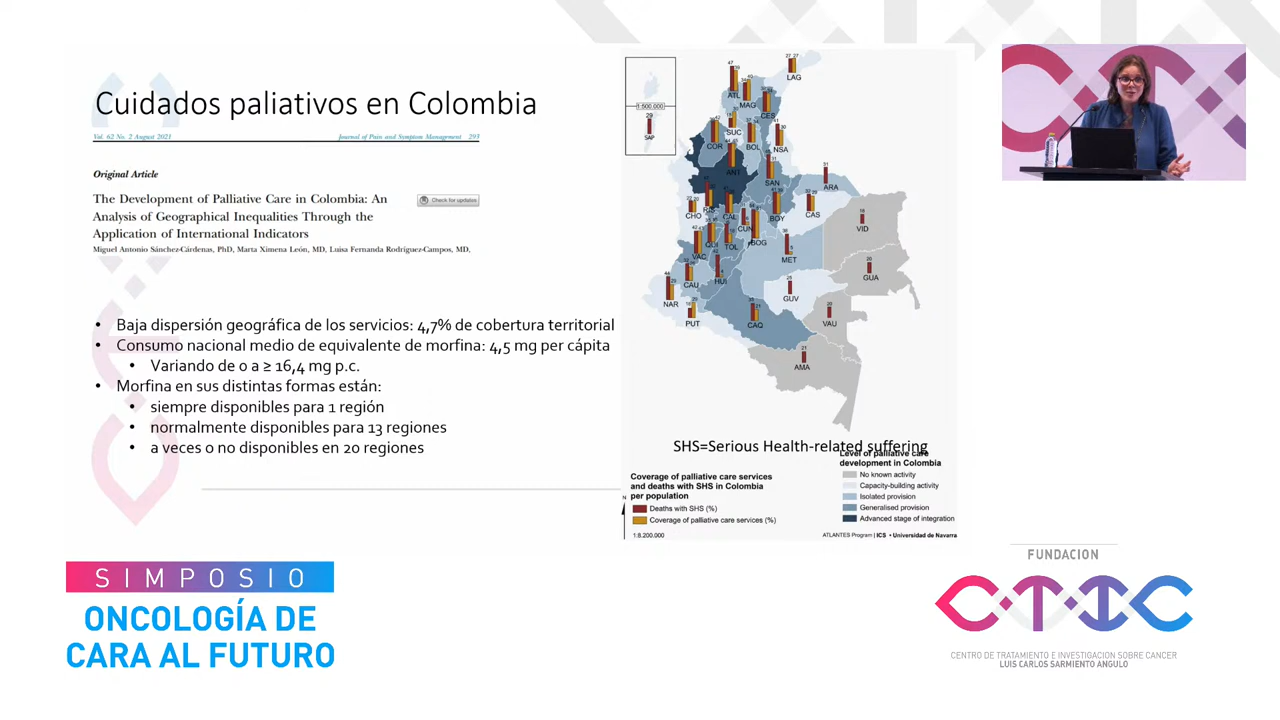 Cuidados paliativos en Colombia
Vol. 62 No. 2 August 2021
Journal of Pain and Symptom Management 293
Original Article
The Development of Palliative Care in Colombia: An
Analysis of Geographical Inequalities Through the
Application of International Indicators
Check for updates
Miguel Antonio Sánchez-Cárdenas, PhD, Marta Ximena León, MD, Luisa Fernanda Rodríguez-Campos, MD,
• Baja dispersión geográfica de los servicios: 4,7% de cobertura territorial
• Consumo nacional medio de equivalente de morfina: 4,5 mg per cápita
• Variando de 0 a ≥ 16,4 mg p.c.
• Morfina en sus distintas formas están:
• siempre disponibles para 1 región
• normalmente disponibles para 13 regiones
• a veces o no disponibles en 20 regiones
1:500.000
29
SAP
27 27
LAG
ATL
MAG
CES
SUC
COR
BOL
NSA
ANT
SAN
31
ARA
CHO
RIS
CAL
BOY
CAS
VID
CUN
BOG
QUI
TOL
VAC
MET
GUA
HUI
CAU
NAR
GUV
PUT
CAQ
VAU
20
21
AMA
SHS=Serious Health-related suffering
Level of palliative care
development in Colombia
No known activity
Capacity-building activity
Isolated provision
Generalised provision
Advanced stage of integration
Coverage of palliative care services
and deaths with SHS in Colombia
per population
Deaths with SHS (%)
Coverage of palliative care services (%)
1:8.200.000
ATLANTES Program | ICS • Universidad de Navarra
SIMPOSIO
ONCOLOGÍA DE
CARA AL FUTURO
FUNDACION
CTIC
CENTRO DE TRATAMIENTO E INVESTIGACION SOBRE CANCER
LUIS CARLOS SARMIENTO ANGULO